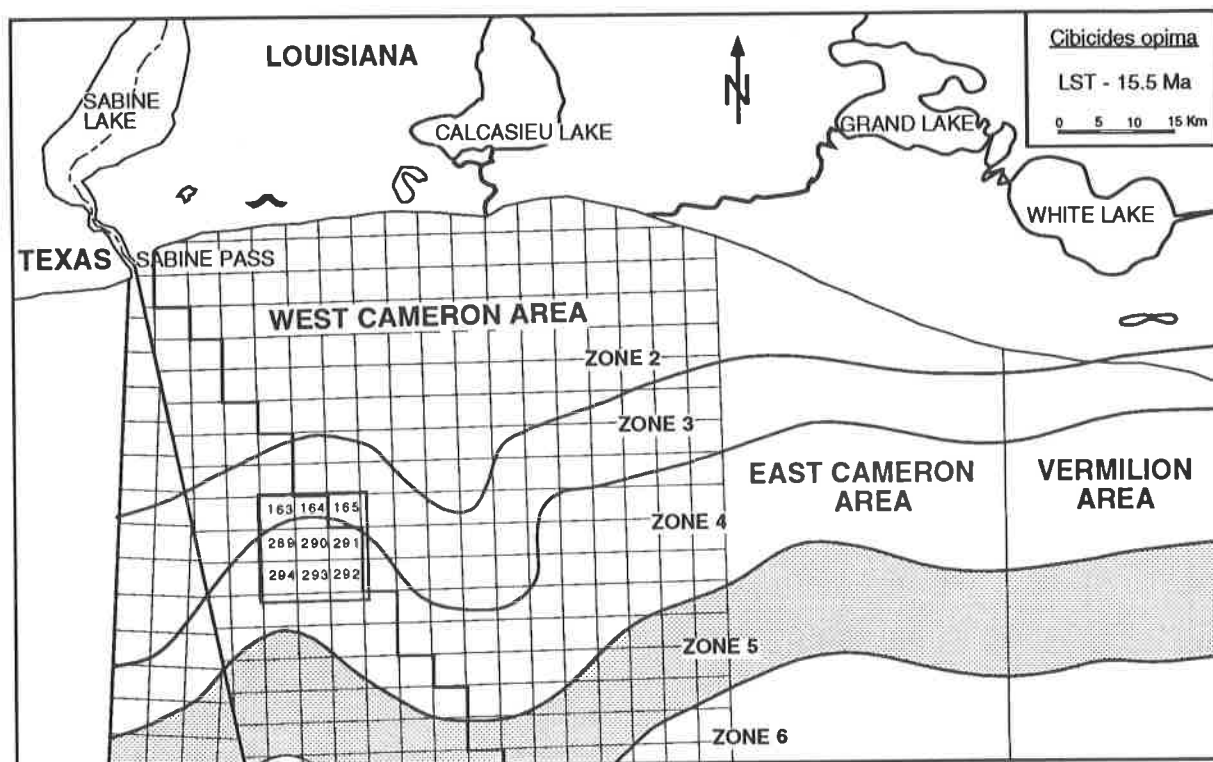 LOUISIANA
Cibicides opima
LST - 15.5 Ma
0 5 10 15 Km
SABINE
LAKE
CALCASIEU LAKE
N
GRAND LAKE
WHITE LAKE
TEXAS
SABINE PASS
WEST CAMERON AREA
ZONE 2
ZONE 3
EAST CAMERON
AREA
VERMILION
AREA
163 164 165
ZONE 4
289 290 291
294 293 292
ZONE 5
ZONE 6